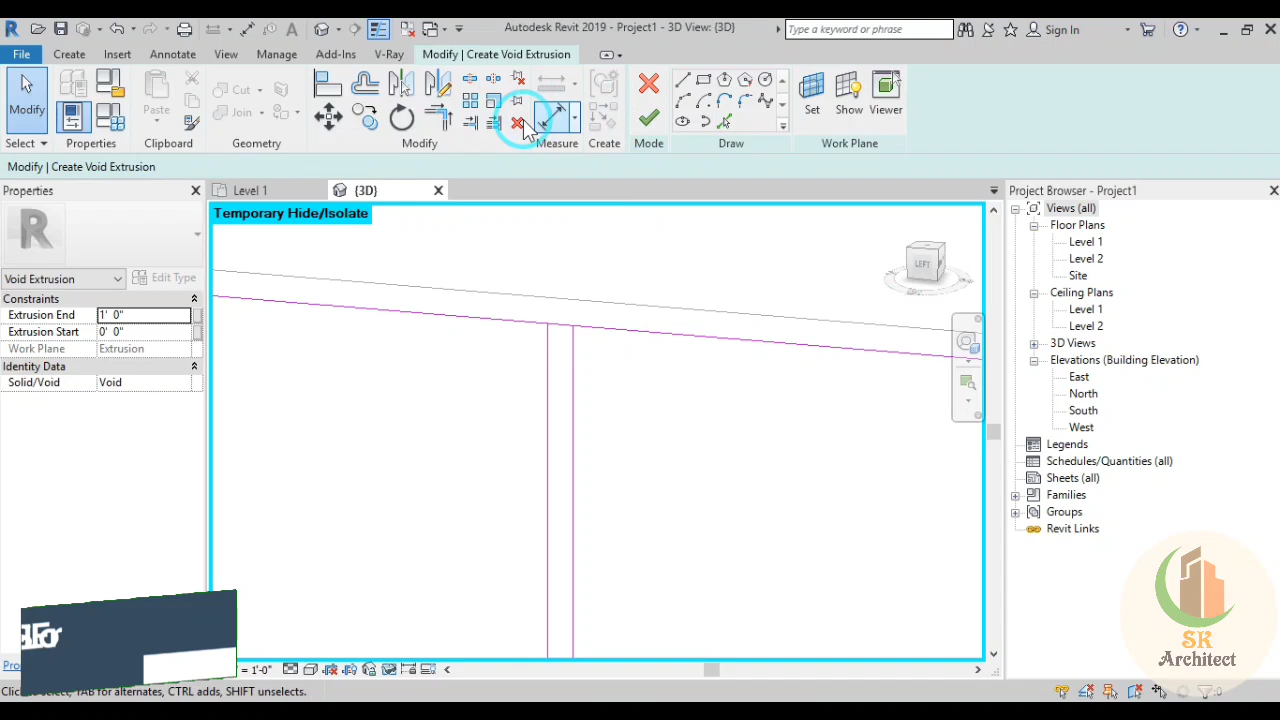 Autodesk Revit 2019 - Project1 - 3D View: {3D}
Type a keyword or phrase
Sign In
File
Create
Insert
Annotate
View
Manage
Add-Ins
V-Ray
Modify | Create Void Extrusion
Modify
Paste
Cut
Join
Set
Show
Viewer
Select
Properties
Clipboard
Geometry
Modify
Measure
Create
Mode
Draw
Work Plane
Modify | Create Void Extrusion
Properties
Level 1
{3D}
Project Browser - Project1
Temporary Hide/Isolate
LEFT
Void Extrusion
Edit Type
Constraints
Extrusion End
1' 0"
Extrusion Start
0' 0"
Work Plane
Extrusion
Identity Data
Solid/Void
Void
Views (all)
Floor Plans
Level 1
Level 2
Site
Ceiling Plans
Level 1
Level 2
3D Views
Elevations (Building Elevation)
East
North
South
West
Legends
Schedules/Quantities (all)
Sheets (all)
Families
Groups
Revit Links
SK
Architect
= 1'-0"
select, TAB for alternates, CTRL adds, SHIFT unselects.
:0